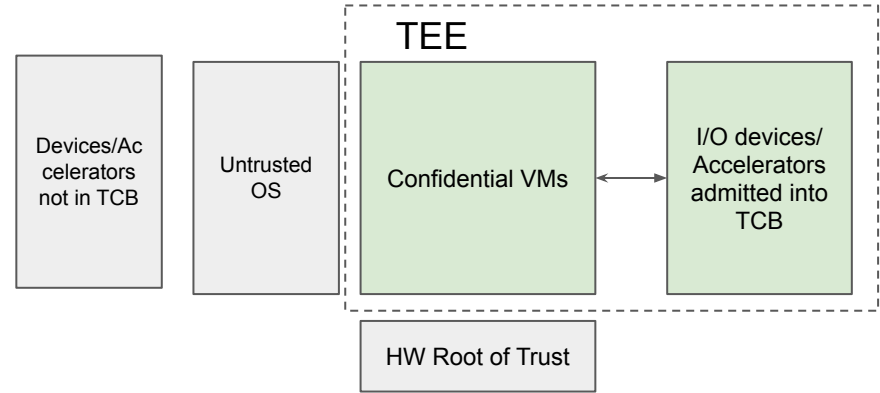 TEE
Devices/Ac
celerators
not in TCB
Untrusted
OS
Confidential VMs
I/O devices/
Accelerators
admitted into
TCB
HW Root of Trust